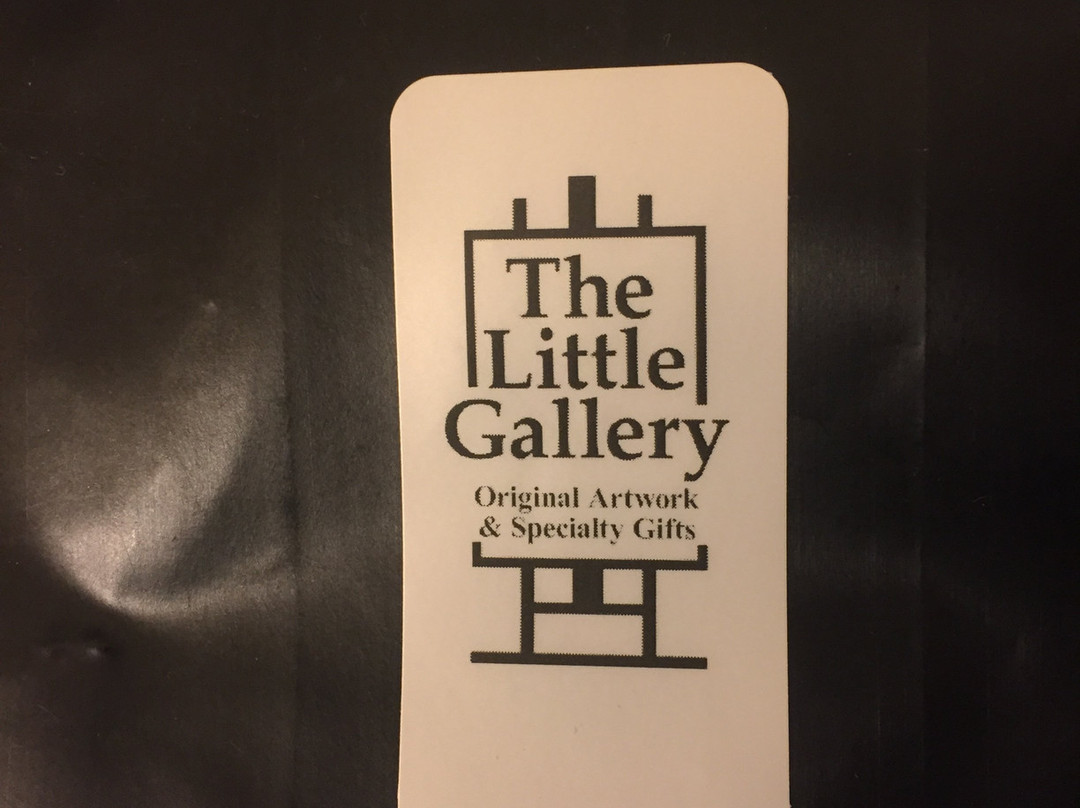 The
Little
Gallery
Original Artwork
& Specialty Gifts